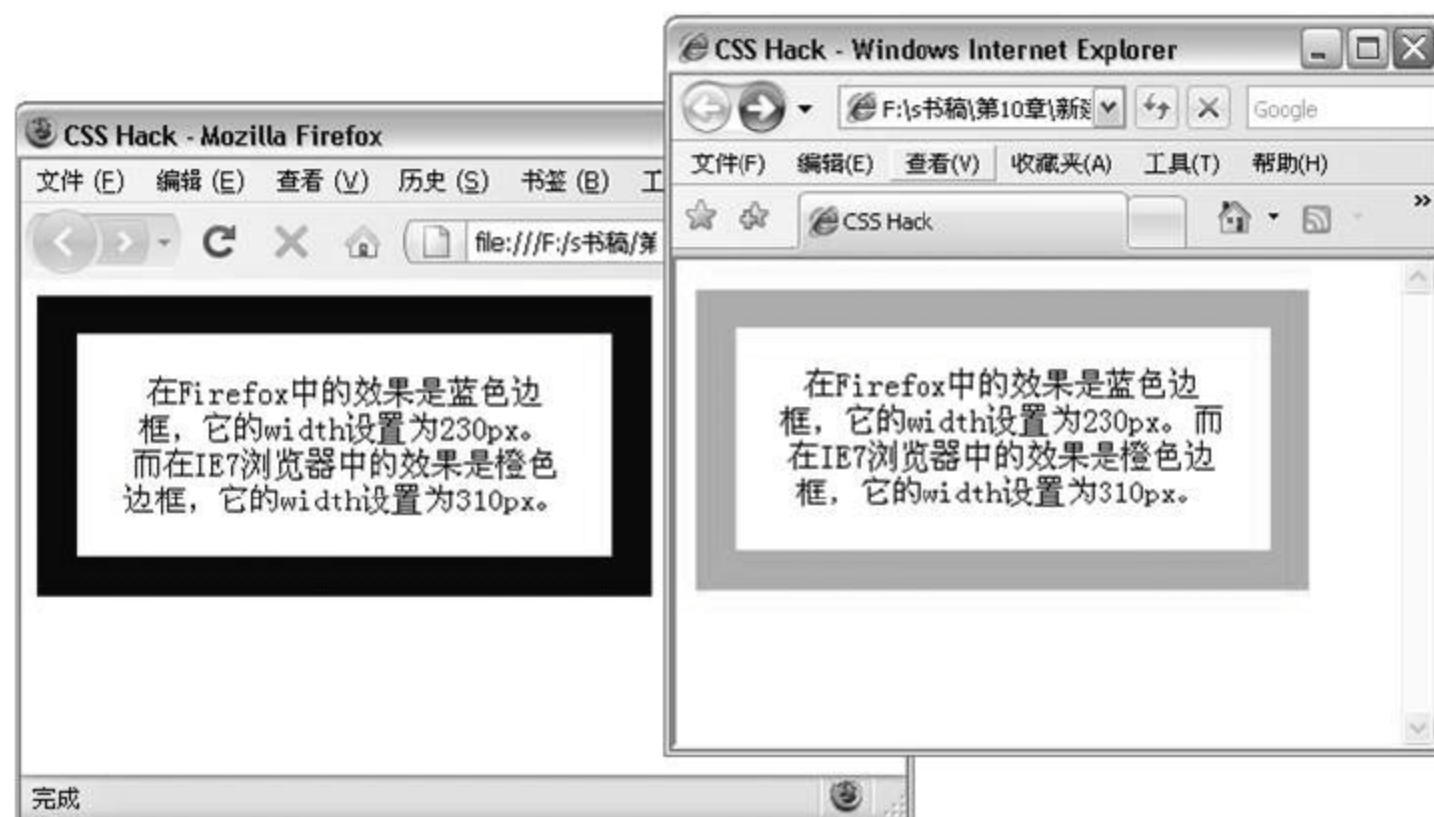 CSS Hack - Mozilla Firefox
文件 (F) 编辑 (E) 查看 (V) 历史 (S) 书签 (B) 工
file:///F:/s书稿/第
在Firefox中的效果是蓝色边
框，它的width设置为230px。
而在IE7浏览器中的效果是橙色
边框，它的width设置为310px。
完成
CSS Hack - Windows Internet Explorer
F:\s书稿\第10章\新建
Google
文件(F) 编辑(E) 查看(V) 收藏夹(A) 工具(T) 帮助(H)
CSS Hack
在Firefox中的效果是蓝色边
框，它的width设置为230px。而
在IE7浏览器中的效果是橙色边
框，它的width设置为310px。